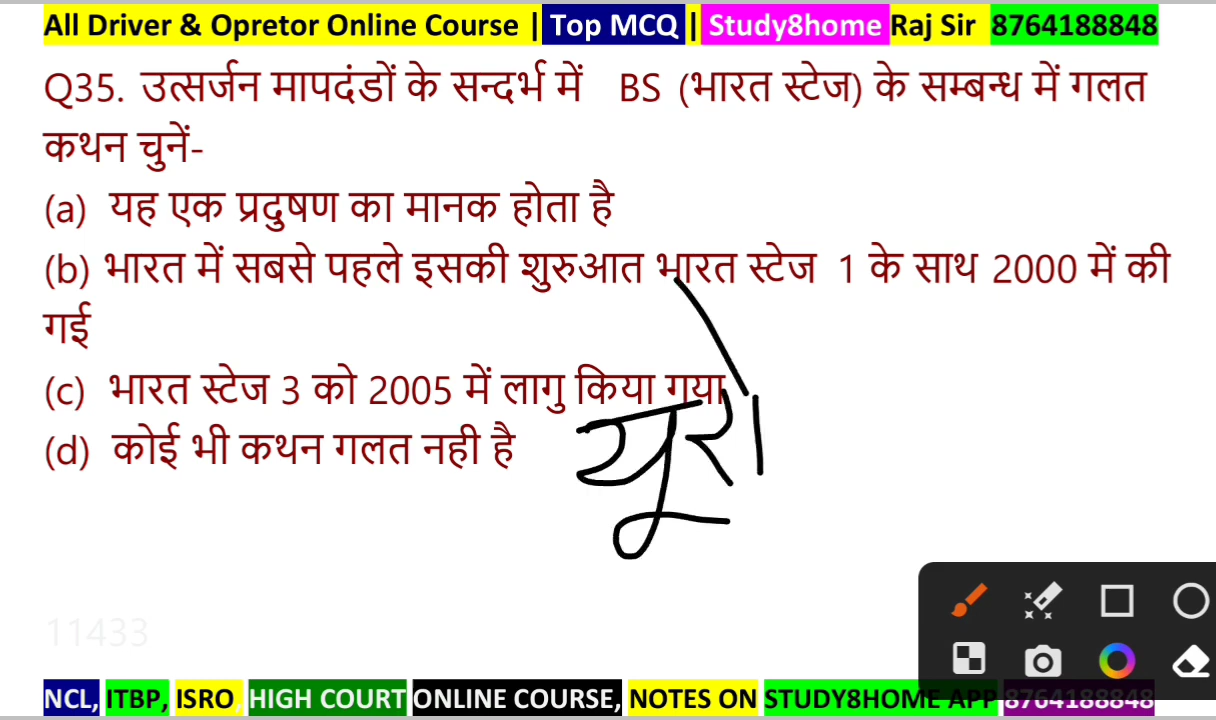 All Driver & Opretor Online Course | Top MCQ | Study8home Raj Sir 8764188848
Q35. उत्सर्जन मापदंडों के सन्दर्भ में BS (भारत स्टेज) के सम्बन्ध में गलत
कथन चुनें-
(a) यह एक प्रदुषण का मानक होता है
(b) भारत में सबसे पहले इसकी शुरुआत भारत स्टेज 1 के साथ 2000 में की
गई
(c) भारत स्टेज 3 को 2005 में लागु किया गया
(d) कोई भी कथन गलत नही है
यूरो
11433
NCL, ITBP, ISRO, HIGH COURT ONLINE COURSE, NOTES ON STUDY8HOME APP 8764188848